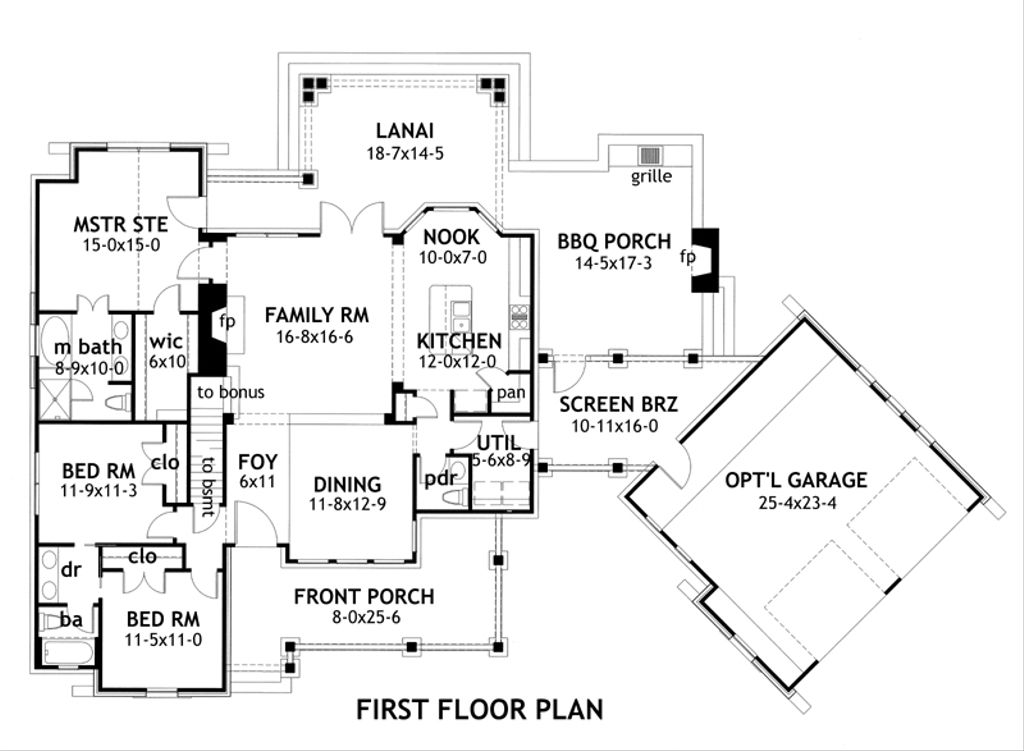 LANAI
18-7x14-5
grille
MSTR STE
15-0x15-0
NOOK
10-0x7-0
BBQ PORCH
14-5x17-3
fp
FAMILY RM
16-8x16-6
fp
KITCHEN
12-0x12-0
m bath
8-9x10-0
wic
6x10
to bonus
pan
SCREEN BRZ
10-11x16-0
UTIL
5-6x8-9
BED RM
11-9x11-3
clo
to bsmt
FOY
6x11
DINING
11-8x12-9
pdr
OPT'L GARAGE
25-4x23-4
clo
dr
ba
BED RM
11-5x11-0
FRONT PORCH
8-0x25-6
FIRST FLOOR PLAN